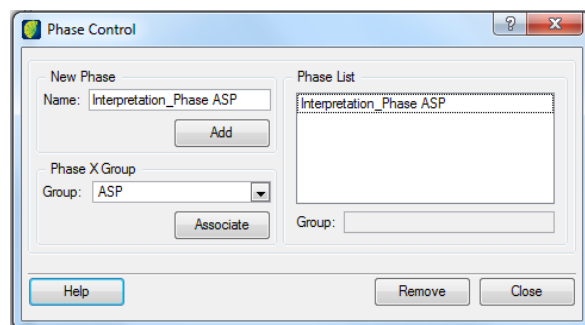 Phase Control
?
New Phase
Name: Interpretation_Phase ASP
Add
Phase X Group
Group: ASP
Associate
Phase List
Interpretation_Phase ASP
Group:
Help
Remove
Close